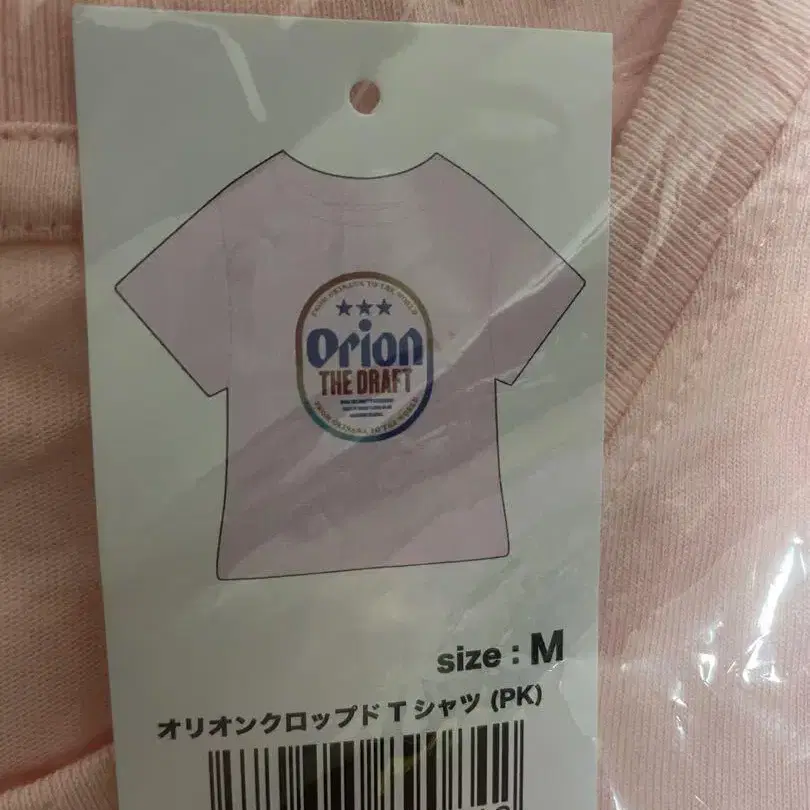 FROM OKINAWA TO THE WORLD
Orion
THE DRAFT
FROM OKINAWA TO THE WORLD
size : M
オリオンクロップド T シャツ (PK)